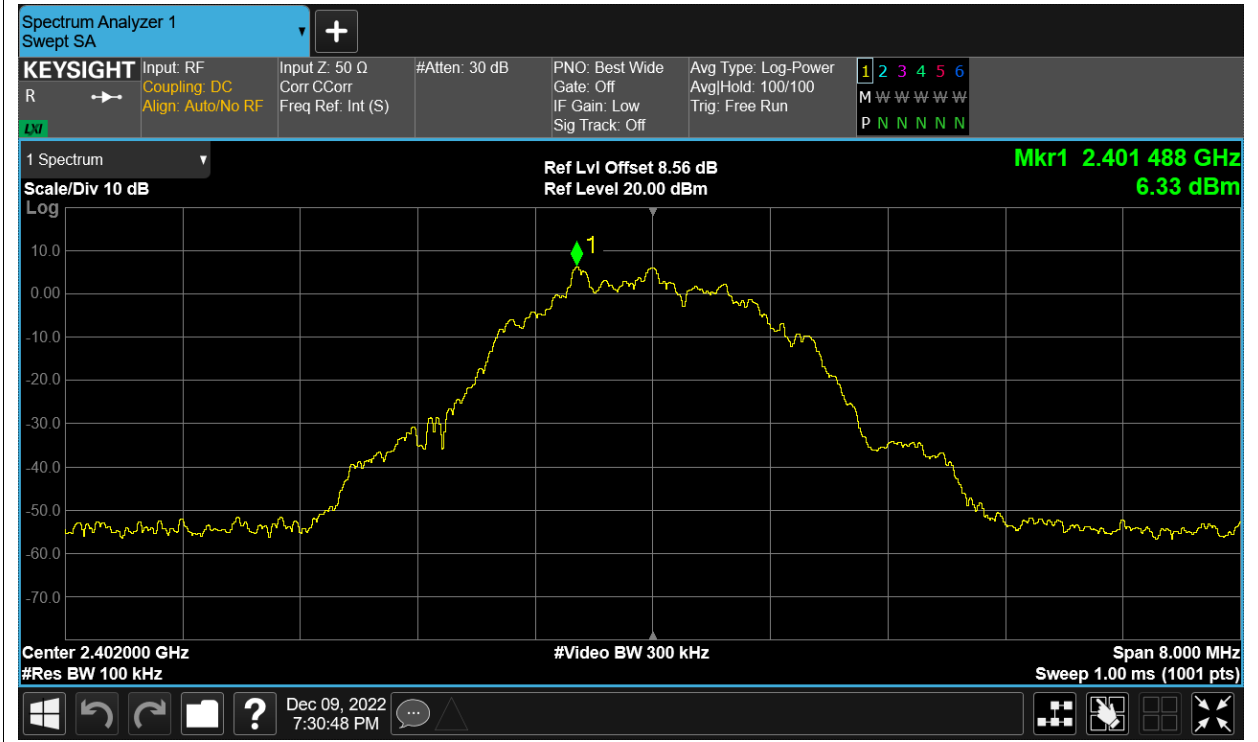 Spectrum Analyzer 1
Swept SA
KEYSIGHT
R
LXI
Input: RF
Coupling: DC
Align: Auto/No RF
Input Z: 50 Ω
Corr CCorr
Freq Ref: Int (S)
#Atten: 30 dB
PNO: Best Wide
Gate: Off
IF Gain: Low
Sig Track: Off
Avg Type: Log-Power
Avg|Hold: 100/100
Trig: Free Run
1 2 3 4 5 6
M W W W W W W
P N N N N N N
1 Spectrum
Scale/Div 10 dB
Log
Ref Lvl Offset 8.56 dB
Ref Level 20.00 dBm
Mkr1 2.401 488 GHz
6.33 dBm
1
10.0
0.00
-10.0
-20.0
-30.0
-40.0
-50.0
-60.0
-70.0
Center 2.402000 GHz
#Res BW 100 kHz
#Video BW 300 kHz
Span 8.000 MHz
Sweep 1.00 ms (1001 pts)
?
Dec 09, 2022
7:30:48 PM